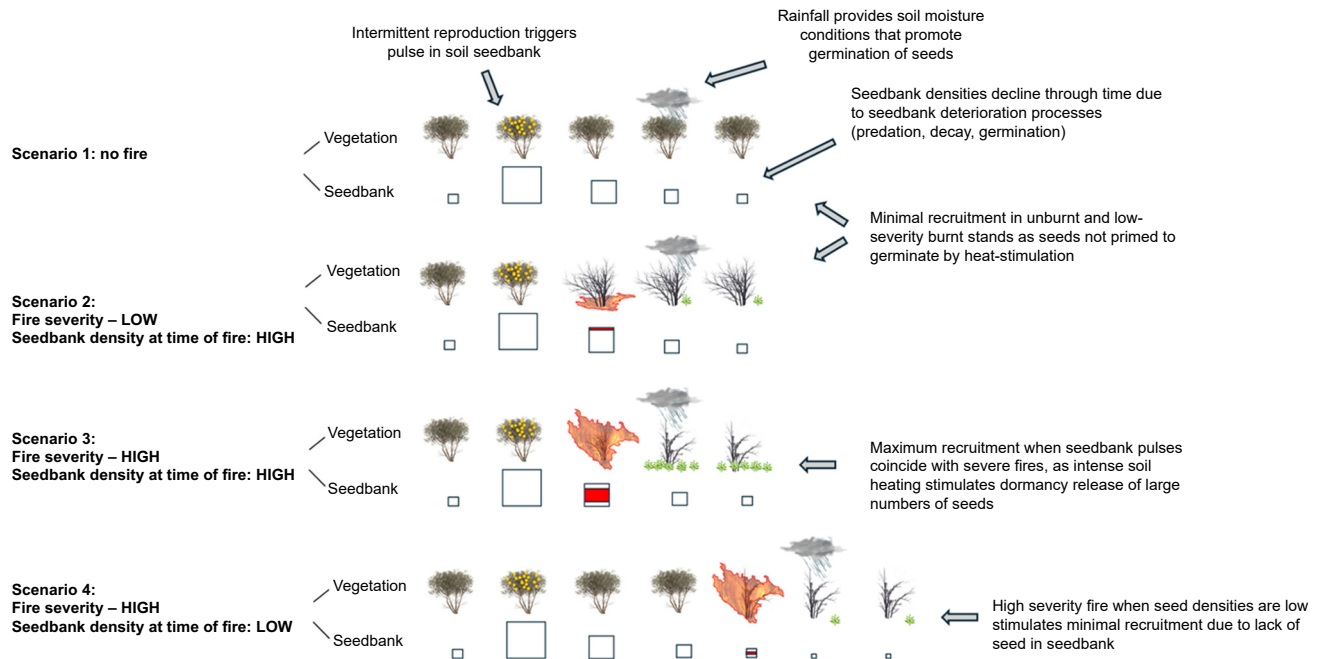 Intermittent reproduction triggers
pulse in soil seedbank
Rainfall provides soil moisture
conditions that promote
germination of seeds
Seedbank densities decline through time due
to seedbank deterioration processes
(predation, decay, germination)
Scenario 1: no fire
Vegetation
Seedbank
Minimal recruitment in unburnt and low-
severity burnt stands as seeds not primed to
germinate by heat-stimulation
Scenario 2:
Fire severity – LOW
Seedbank density at time of fire: HIGH
Vegetation
Seedbank
Scenario 3:
Fire severity – HIGH
Seedbank density at time of fire: HIGH
Vegetation
Seedbank
Maximum recruitment when seedbank pulses
coincide with severe fires, as intense soil
heating stimulates dormancy release of large
numbers of seeds
Scenario 4:
Fire severity – HIGH
Seedbank density at time of fire: LOW
Vegetation
Seedbank
High severity fire when seed densities are low
stimulates minimal recruitment due to lack of
seed in seedbank